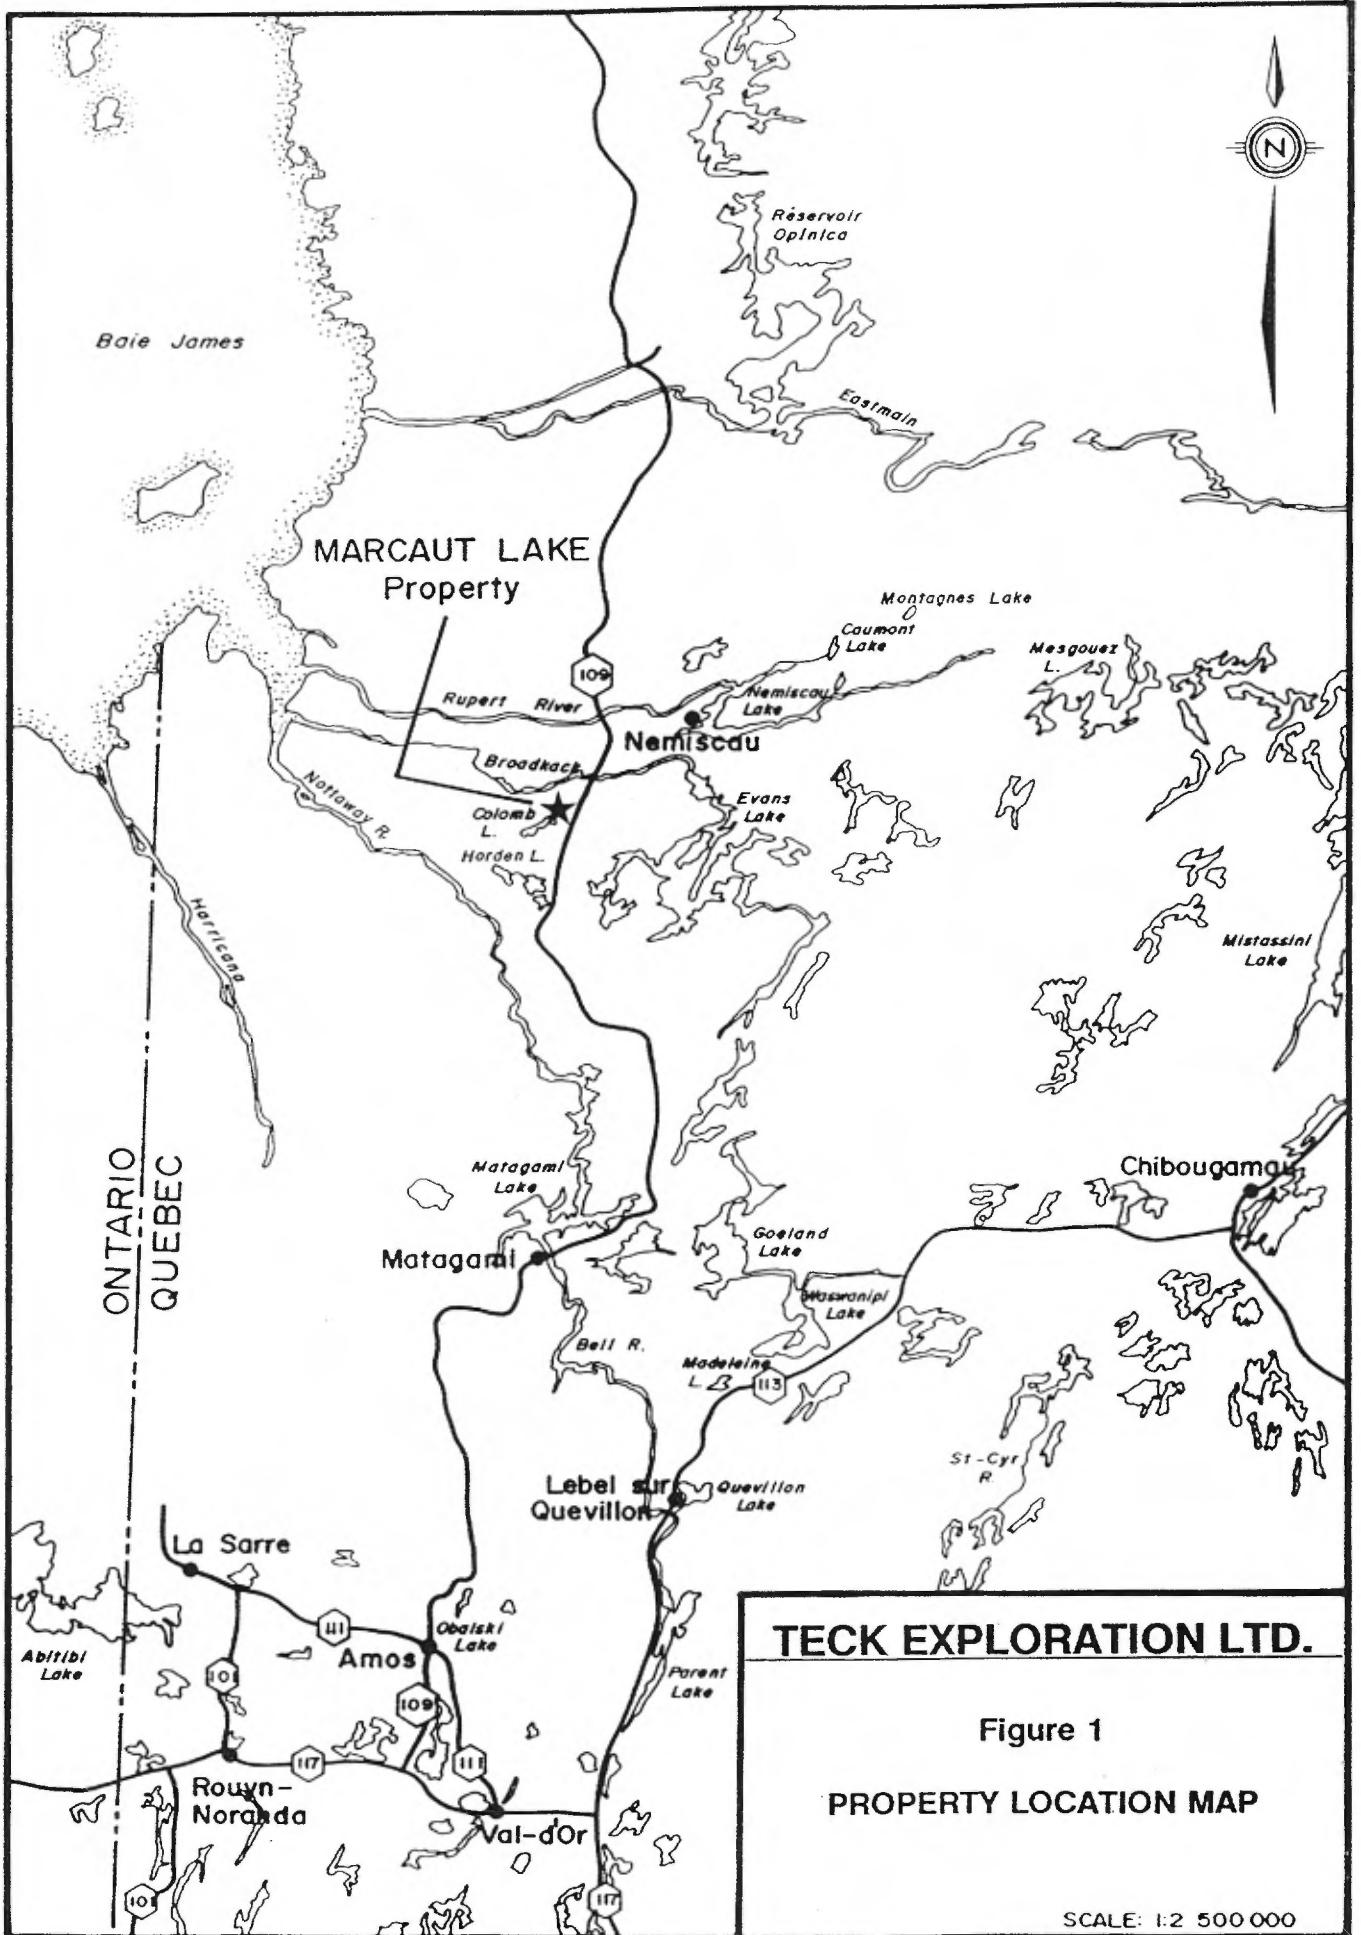 N
Réservoir
Opinica
Baie James
Eastmain
MARCAUT LAKE
Property
Montagnes Lake
Caumont
Lake
Mesgouez
L.
109
Rupert River
Nemiscau
Lake
Nemiscau
Broadkack
Nottaway R.
Evans
Lake
Colomb
L.
Horden L.
Harricana
Mistassini
Lake
ONTARIO
QUEBEC
Matagami
Lake
Chibougamau
Goeland
Lake
Matagami
Waswanipi
Lake
Bell R.
Madeleine
L.
113
St-Cyr
R.
Lebel sur
Quevillon
Quevillon
Lake
La Sarre
111
Obalski
Lake
Amos
Abitibi
Lake
101
109
Parent
Lake
117
111
Rouyn-
Noranda
Val-d'Or
101
117
TECK EXPLORATION LTD.
Figure 1
PROPERTY LOCATION MAP
SCALE: 1:2 500 000